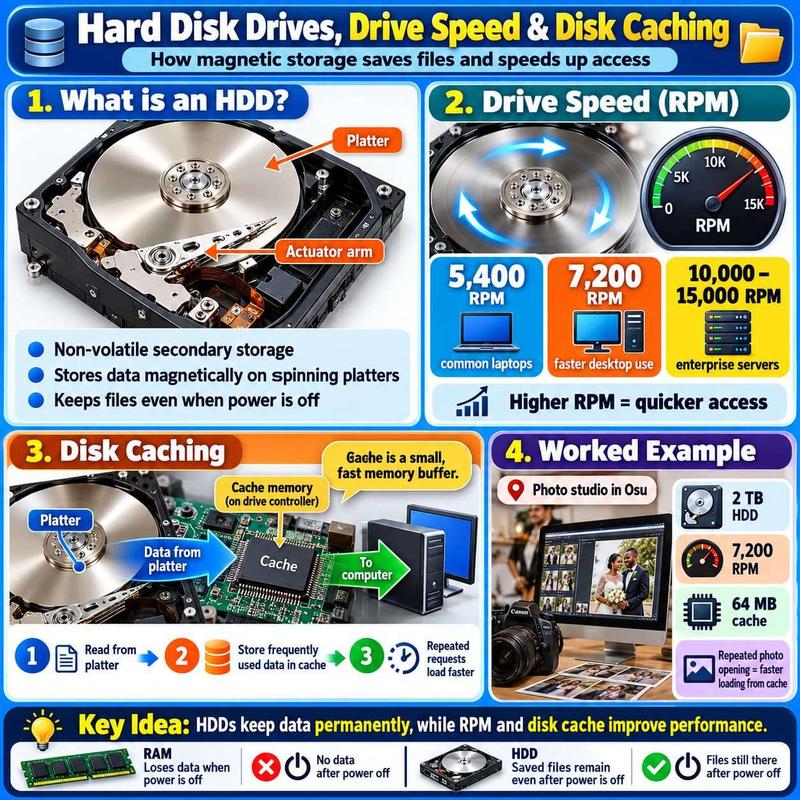 Hard Disk Drives, Drive Speed & Disk Caching
How magnetic storage saves files and speeds up access
1. What is an HDD?
Platter
Actuator arm
Non-volatile secondary storage
Stores data magnetically on spinning platters
Keeps files even when power is off
2. Drive Speed (RPM)
0
5K
10K
15K
RPM
5,400
RPM
common laptops
7,200
RPM
faster desktop use
10,000 –
15,000 RPM
enterprise servers
Higher RPM = quicker access
3. Disk Caching
Platter
Data from
platter
Cache memory
(on drive controller)
Gache is a small,
fast memory buffer.
Cache
To
computer
1
Read from
platter
2
Store frequently
used data in cache
3
Repeated
requests
load faster
4. Worked Example
Photo studio in Osu
Canon
2 TB
HDD
7,200
RPM
64 MB
cache
Repeated photo
opening = faster
loading from cache
Key Idea: HDDs keep data permanently, while RPM and disk cache improve performance.
RAM
Loses data when
power is off
No data
after power off
HDD
Saved files remain
even after power is off
Files still there
after power off